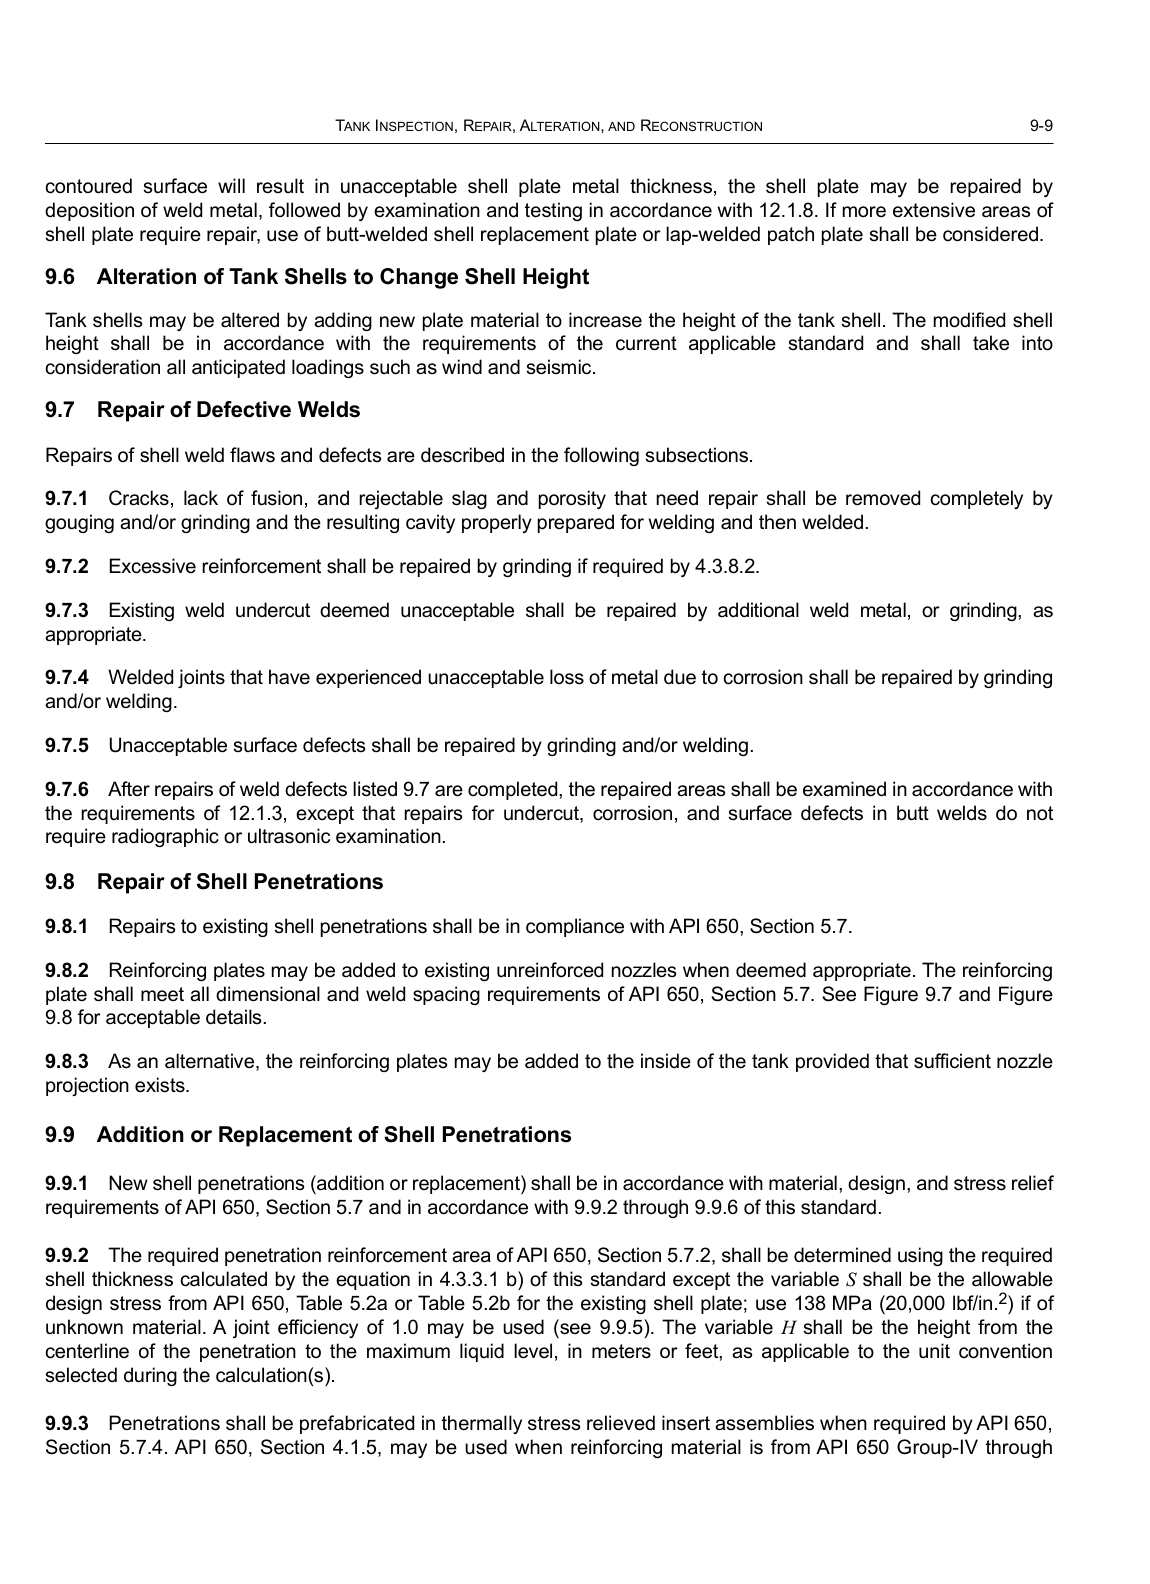 TANK INSPECTION, REPAIR, ALTERATION, AND RECONSTRUCTION 9-9
contoured surface will result in unacceptable shell plate metal thickness, the shell plate may be repaired by
deposition of weld metal, followed by examination and testing in accordance with 12.1.8. If more extensive areas of
shell plate require repair, use of butt-welded shell replacement plate or lap-welded patch plate shall be considered.
9.6 Alteration of Tank Shells to Change Shell Height
Tank shells may be altered by adding new plate material to increase the height of the tank shell. The modified shell
height shall be in accordance with the requirements of the current applicable standard and shall take into
consideration all anticipated loadings such as wind and seismic.
9.7 Repair of Defective Welds
Repairs of shell weld flaws and defects are described in the following subsections.
9.7.1 Cracks, lack of fusion, and rejectable slag and porosity that need repair shall be removed completely by
gouging and/or grinding and the resulting cavity properly prepared for welding and then welded.
9.7.2 Excessive reinforcement shall be repaired by grinding if required by 4.3.8.2.
9.7.3 Existing weld undercut deemed unacceptable shall be repaired by additional weld metal, or grinding, as
appropriate.
9.7.4 Welded joints that have experienced unacceptable loss of metal due to corrosion shall be repaired by grinding
and/or welding.
9.7.5 Unacceptable surface defects shall be repaired by grinding and/or welding.
9.7.6 After repairs of weld defects listed 9.7 are completed, the repaired areas shall be examined in accordance with
the requirements of 12.1.3, except that repairs for undercut, corrosion, and surface defects in butt welds do not
require radiographic or ultrasonic examination.
9.8 Repair of Shell Penetrations
9.8.1 Repairs to existing shell penetrations shall be in compliance with API 650, Section 5.7.
9.8.2 Reinforcing plates may be added to existing unreinforced nozzles when deemed appropriate. The reinforcing
plate shall meet all dimensional and weld spacing requirements of API 650, Section 5.7. See Figure 9.7 and Figure
9.8 for acceptable details.
9.8.3 As an alternative, the reinforcing plates may be added to the inside of the tank provided that sufficient nozzle
projection exists.
9.9 Addition or Replacement of Shell Penetrations
9.9.1 New shell penetrations (addition or replacement) shall be in accordance with material, design, and stress relief
requirements of API 650, Section 5.7 and in accordance with 9.9.2 through 9.9.6 of this standard.
9.9.2 The required penetration reinforcement area of API 650, Section 5.7.2, shall be determined using the required
shell thickness calculated by the equation in 4.3.3.1 b) of this standard except the variable S shall be the allowable
design stress from API 650, Table 5.2a or Table 5.2b for the existing shell plate; use 138 MPa (20,000 lbf/in.2) if of
unknown material. A joint efficiency of 1.0 may be used (see 9.9.5). The variable H shall be the height from the
centerline of the penetration to the maximum liquid level, in meters or feet, as applicable to the unit convention
selected during the calculation(s).
9.9.3 Penetrations shall be prefabricated in thermally stress relieved insert assemblies when required by API 650,
Section 5.7.4. API 650, Section 4.1.5, may be used when reinforcing material is from API 650 Group-IV through